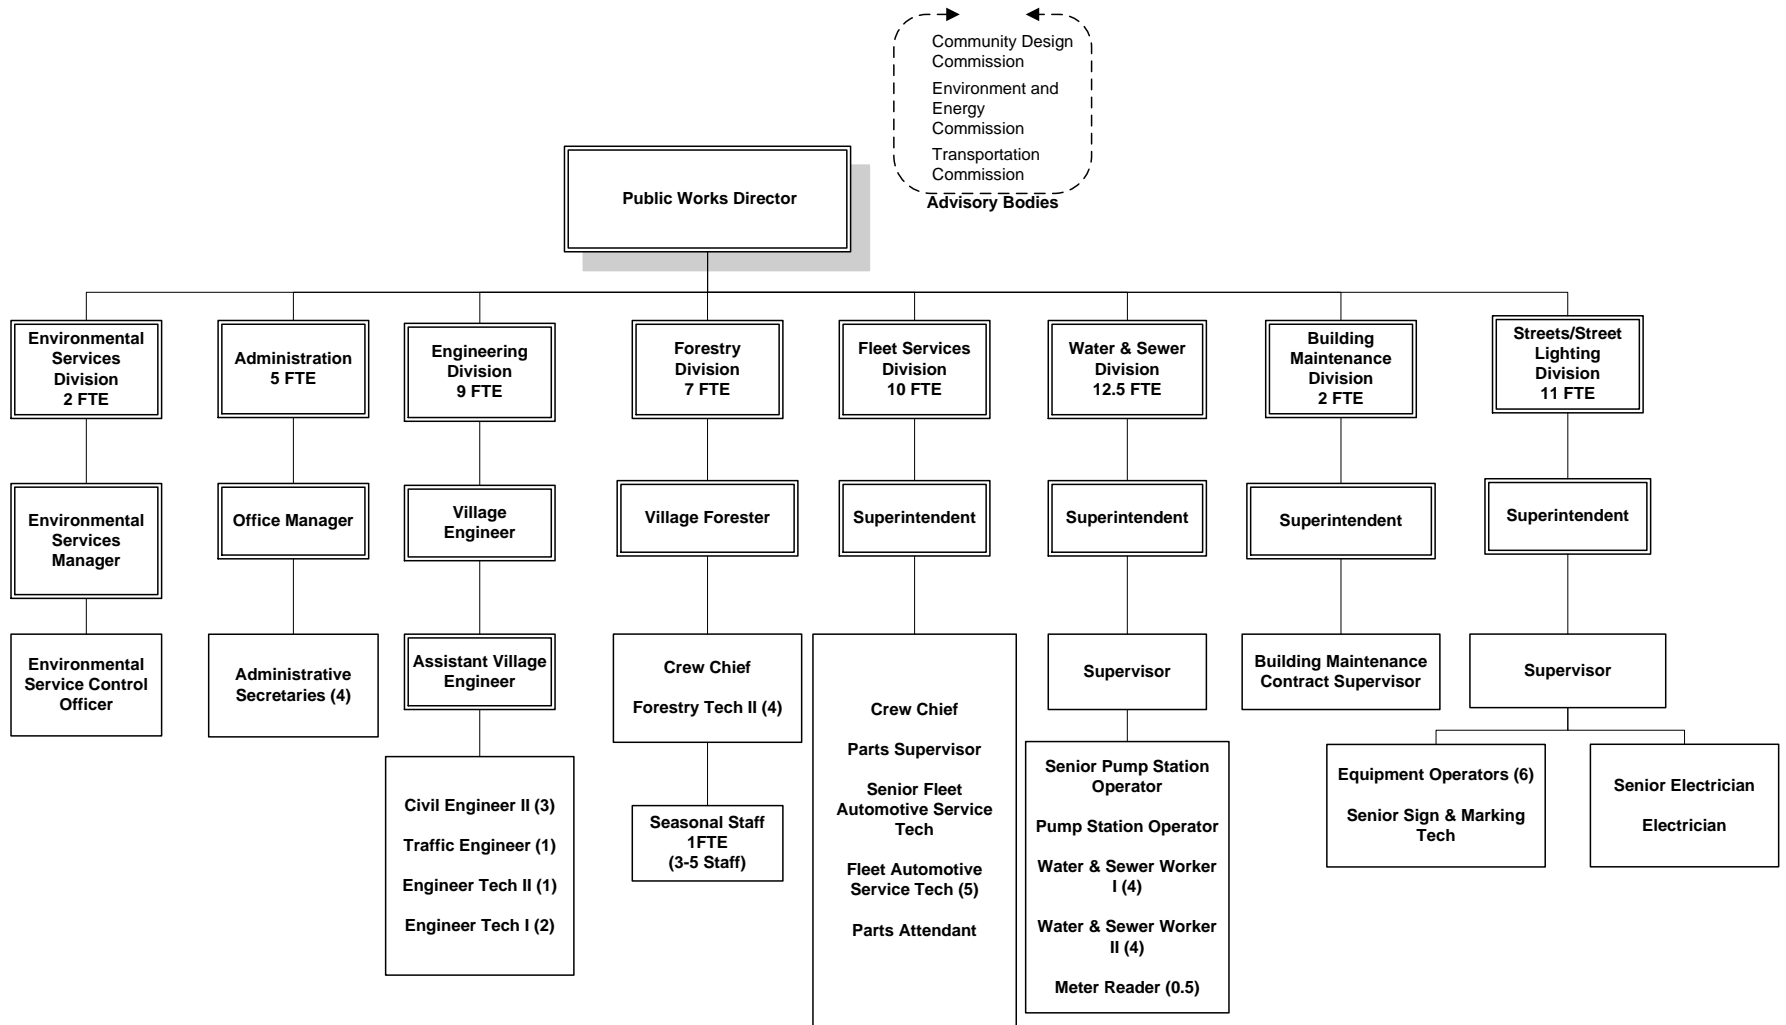 Community Design
Commission
Environment and
Energy
Commission
Transportation
Commission
Advisory Bodies
Public Works Director
Environmental
Services
Division
2 FTE
Administration
5 FTE
Engineering
Division
9 FTE
Forestry
Division
7 FTE
Fleet Services
Division
10 FTE
Water & Sewer
Division
12.5 FTE
Building
Maintenance
Division
2 FTE
Streets/Street
Lighting
Division
11 FTE
Environmental
Services
Manager
Office Manager
Village
Engineer
Village Forester
Superintendent
Superintendent
Superintendent
Superintendent
Environmental
Service Control
Officer
Administrative
Secretaries (4)
Assistant Village
Engineer
Civil Engineer II (3)
Traffic Engineer (1)
Engineer Tech II (1)
Engineer Tech I (2)
Crew Chief
Forestry Tech II (4)
Seasonal Staff
1FTE
(3-5 Staff)
Crew Chief
Parts Supervisor
Senior Fleet
Automotive Service
Tech
Fleet Automotive
Service Tech (5)
Parts Attendant
Supervisor
Senior Pump Station
Operator
Pump Station Operator
Water & Sewer Worker
I (4)
Water & Sewer Worker
II (4)
Meter Reader (0.5)
Building Maintenance
Contract Supervisor
Supervisor
Equipment Operators (6)
Senior Sign & Marking
Tech
Senior Electrician
Electrician